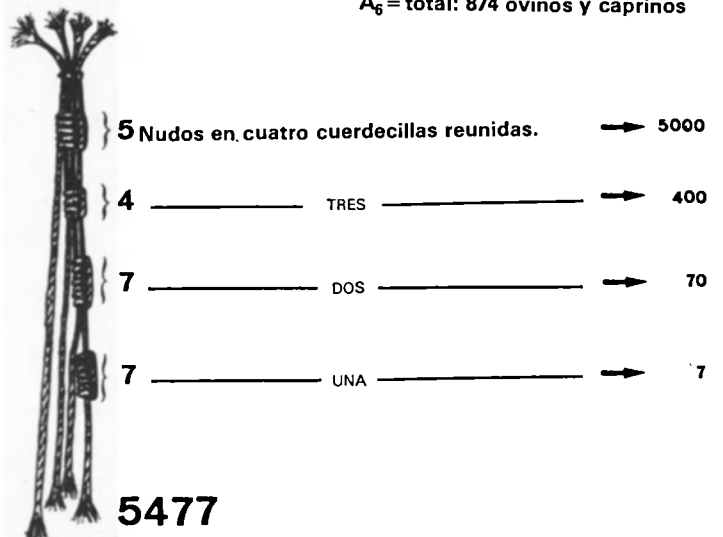 A6 = total: 874 ovinos y caprinos
5 Nudos en cuatro cuerdecillas reunidas. → 5000
4 TRES → 400
7 DOS → 70
7 UNA → 7
5477